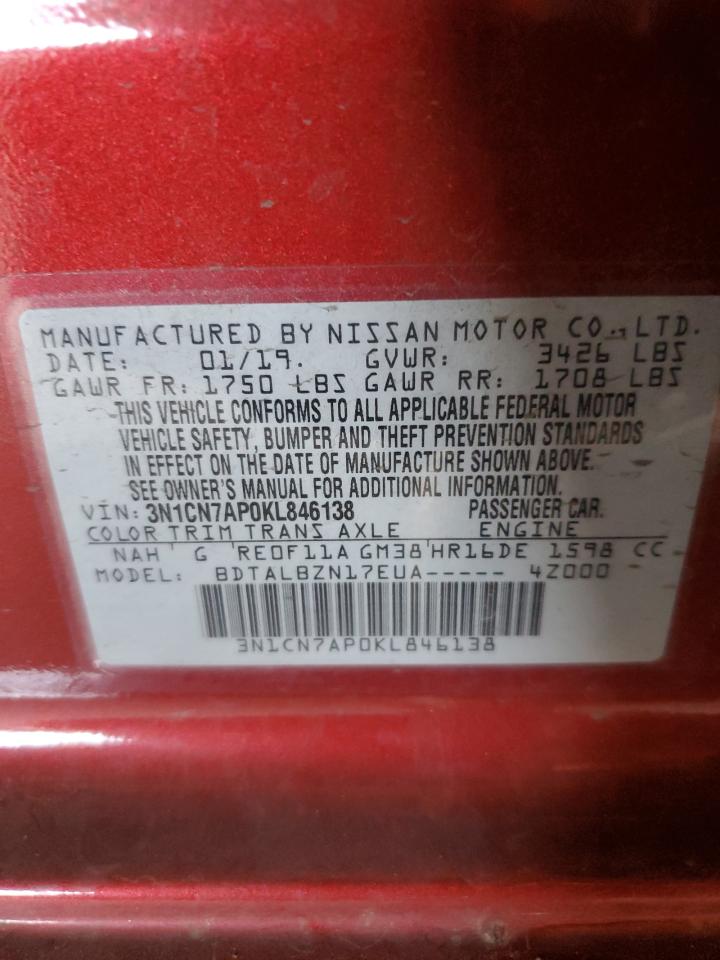 MANUFACTURED BY NISSAN MOTOR CO., LTD.
DATE: 01/19. GVWR: 3426 LBS
GAWR FR: 1750 LBS GAWR RR: 1708 LBS
THIS VEHICLE CONFORMS TO ALL APPLICABLE FEDERAL MOTOR
VEHICLE SAFETY, BUMPER AND THEFT PREVENTION STANDARDS
IN EFFECT ON THE DATE OF MANUFACTURE SHOWN ABOVE.
SEE OWNER'S MANUAL FOR ADDITIONAL INFORMATION.
VIN: 3N1CN7AP0KL846138 PASSENGER CAR.
COLOR TRIM TRANS AXLE ENGINE
NAH G RE0F11A GM38 HR16DE 1598 CC
MODEL: BDTALBZN17EUA----- 4Z000
3N1CN7AP0KL846138